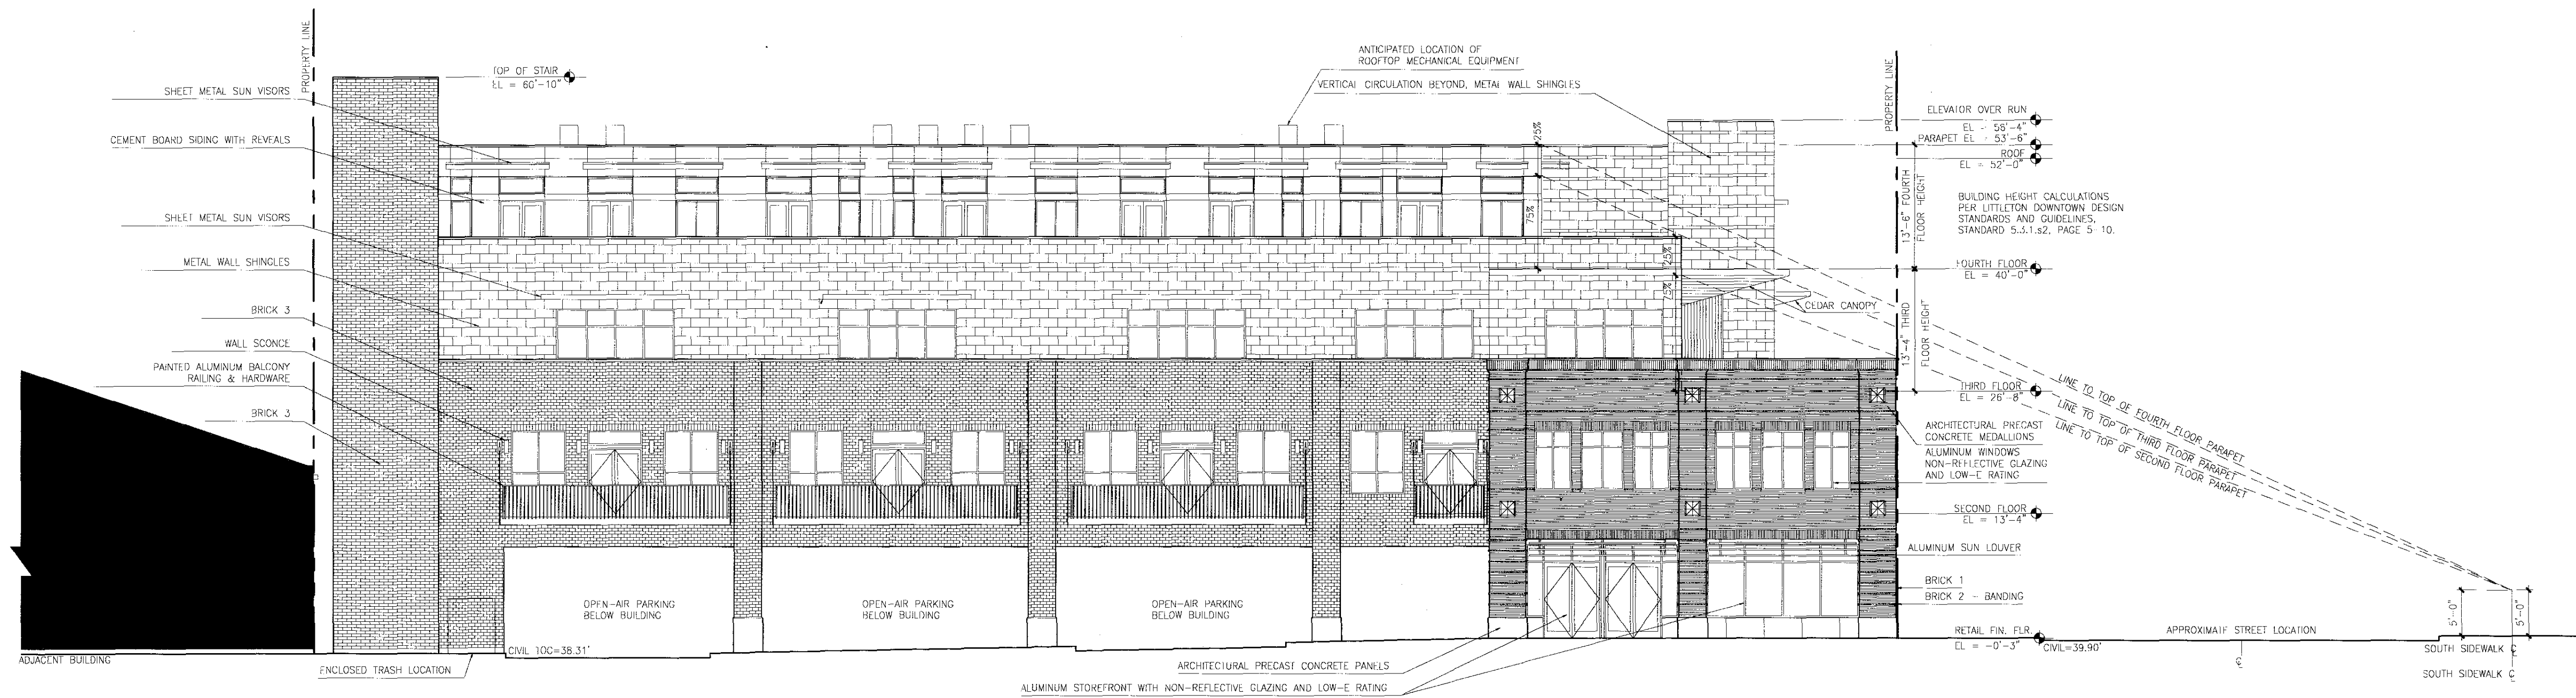 PROPERTY LINE
TOP OF STAIR
EL = 60'-10"
SHEET METAL SUN VISORS
CEMENT BOARD SIDING WITH REVEALS
SHEET METAL SUN VISORS
METAL WALL SHINGLES
BRICK 3
WALL SCONCE
PAINTED ALUMINUM BALCONY
RAILING & HARDWARE
BRICK 3
ADJACENT BUILDING
ENCLOSED TRASH LOCATION
CIVIL TOC=38.31'
OPEN-AIR PARKING
BELOW BUILDING
OPEN-AIR PARKING
BELOW BUILDING
OPEN-AIR PARKING
BELOW BUILDING
ANTICIPATED LOCATION OF
ROOFTOP MECHANICAL EQUIPMENT
VERTICAL CIRCULATION BEYOND, METAL WALL SHINGLES
25%
75%
25%
75%
CEDAR CANOPY
ARCHITECTURAL PRECAST CONCRETE PANELS
ALUMINUM STOREFRONT WITH NON-REFLECTIVE GLAZING AND LOW-E RATING
PROPERTY LINE
ELEVATOR OVER RUN
EL = 56'-4"
PARAPET EL = 53'-6"
ROOF
EL = 52'-0"
13'-6" FOURTH
FLOOR HEIGHT
BUILDING HEIGHT CALCULATIONS
PER LITTLETON DOWNTOWN DESIGN
STANDARDS AND GUIDELINES,
STANDARD 5.3.1.s2, PAGE 5-10.
FOURTH FLOOR
EL = 40'-0"
13'-4" THIRD
FLOOR HEIGHT
THIRD FLOOR
EL = 26'-8"
ARCHITECTURAL PRECAST
CONCRETE MEDALLIONS
ALUMINUM WINDOWS
NON-REFLECTIVE GLAZING
AND LOW-E RATING
SECOND FLOOR
EL = 13'-4"
ALUMINUM SUN LOUVER
BRICK 1
BRICK 2 - BANDING
RETAIL FIN. FLR.
EL = -0'-3"
CIVIL=39.90'
LINE TO TOP OF FOURTH FLOOR PARAPET
LINE TO TOP OF THIRD FLOOR PARAPET
LINE TO TOP OF SECOND FLOOR PARAPET
APPROXIMATE STREET LOCATION
5'-0"
5'-0"
SOUTH SIDEWALK ℄
SOUTH SIDEWALK ℄